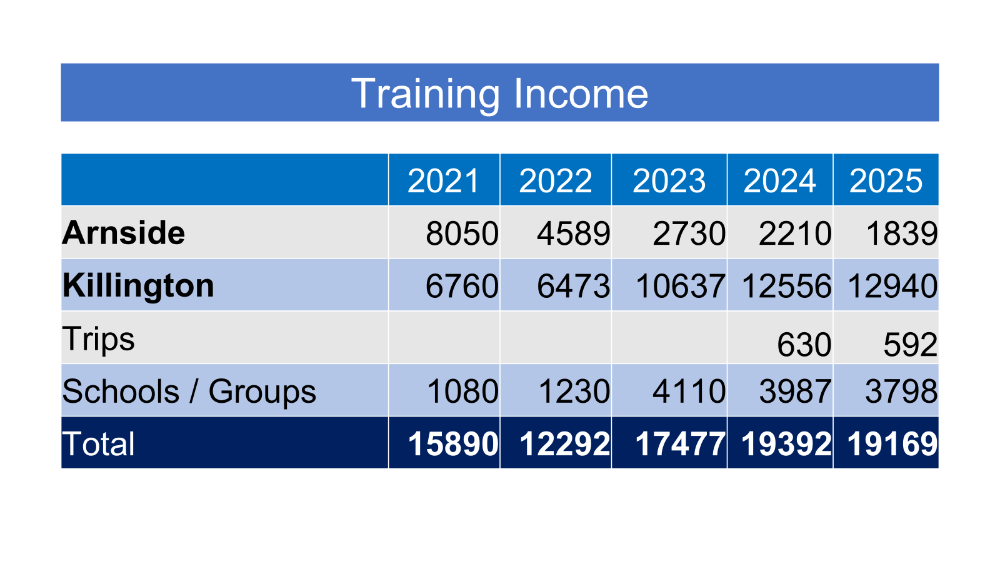 Training Income
2021 2022 2023 2024 2025
Arnside 8050 4589 2730 2210 1839
Killington 6760 6473 10637 12556 12940
Trips 630 592
Schools / Groups 1080 1230 4110 3987 3798
Total 15890 12292 17477 19392 19169